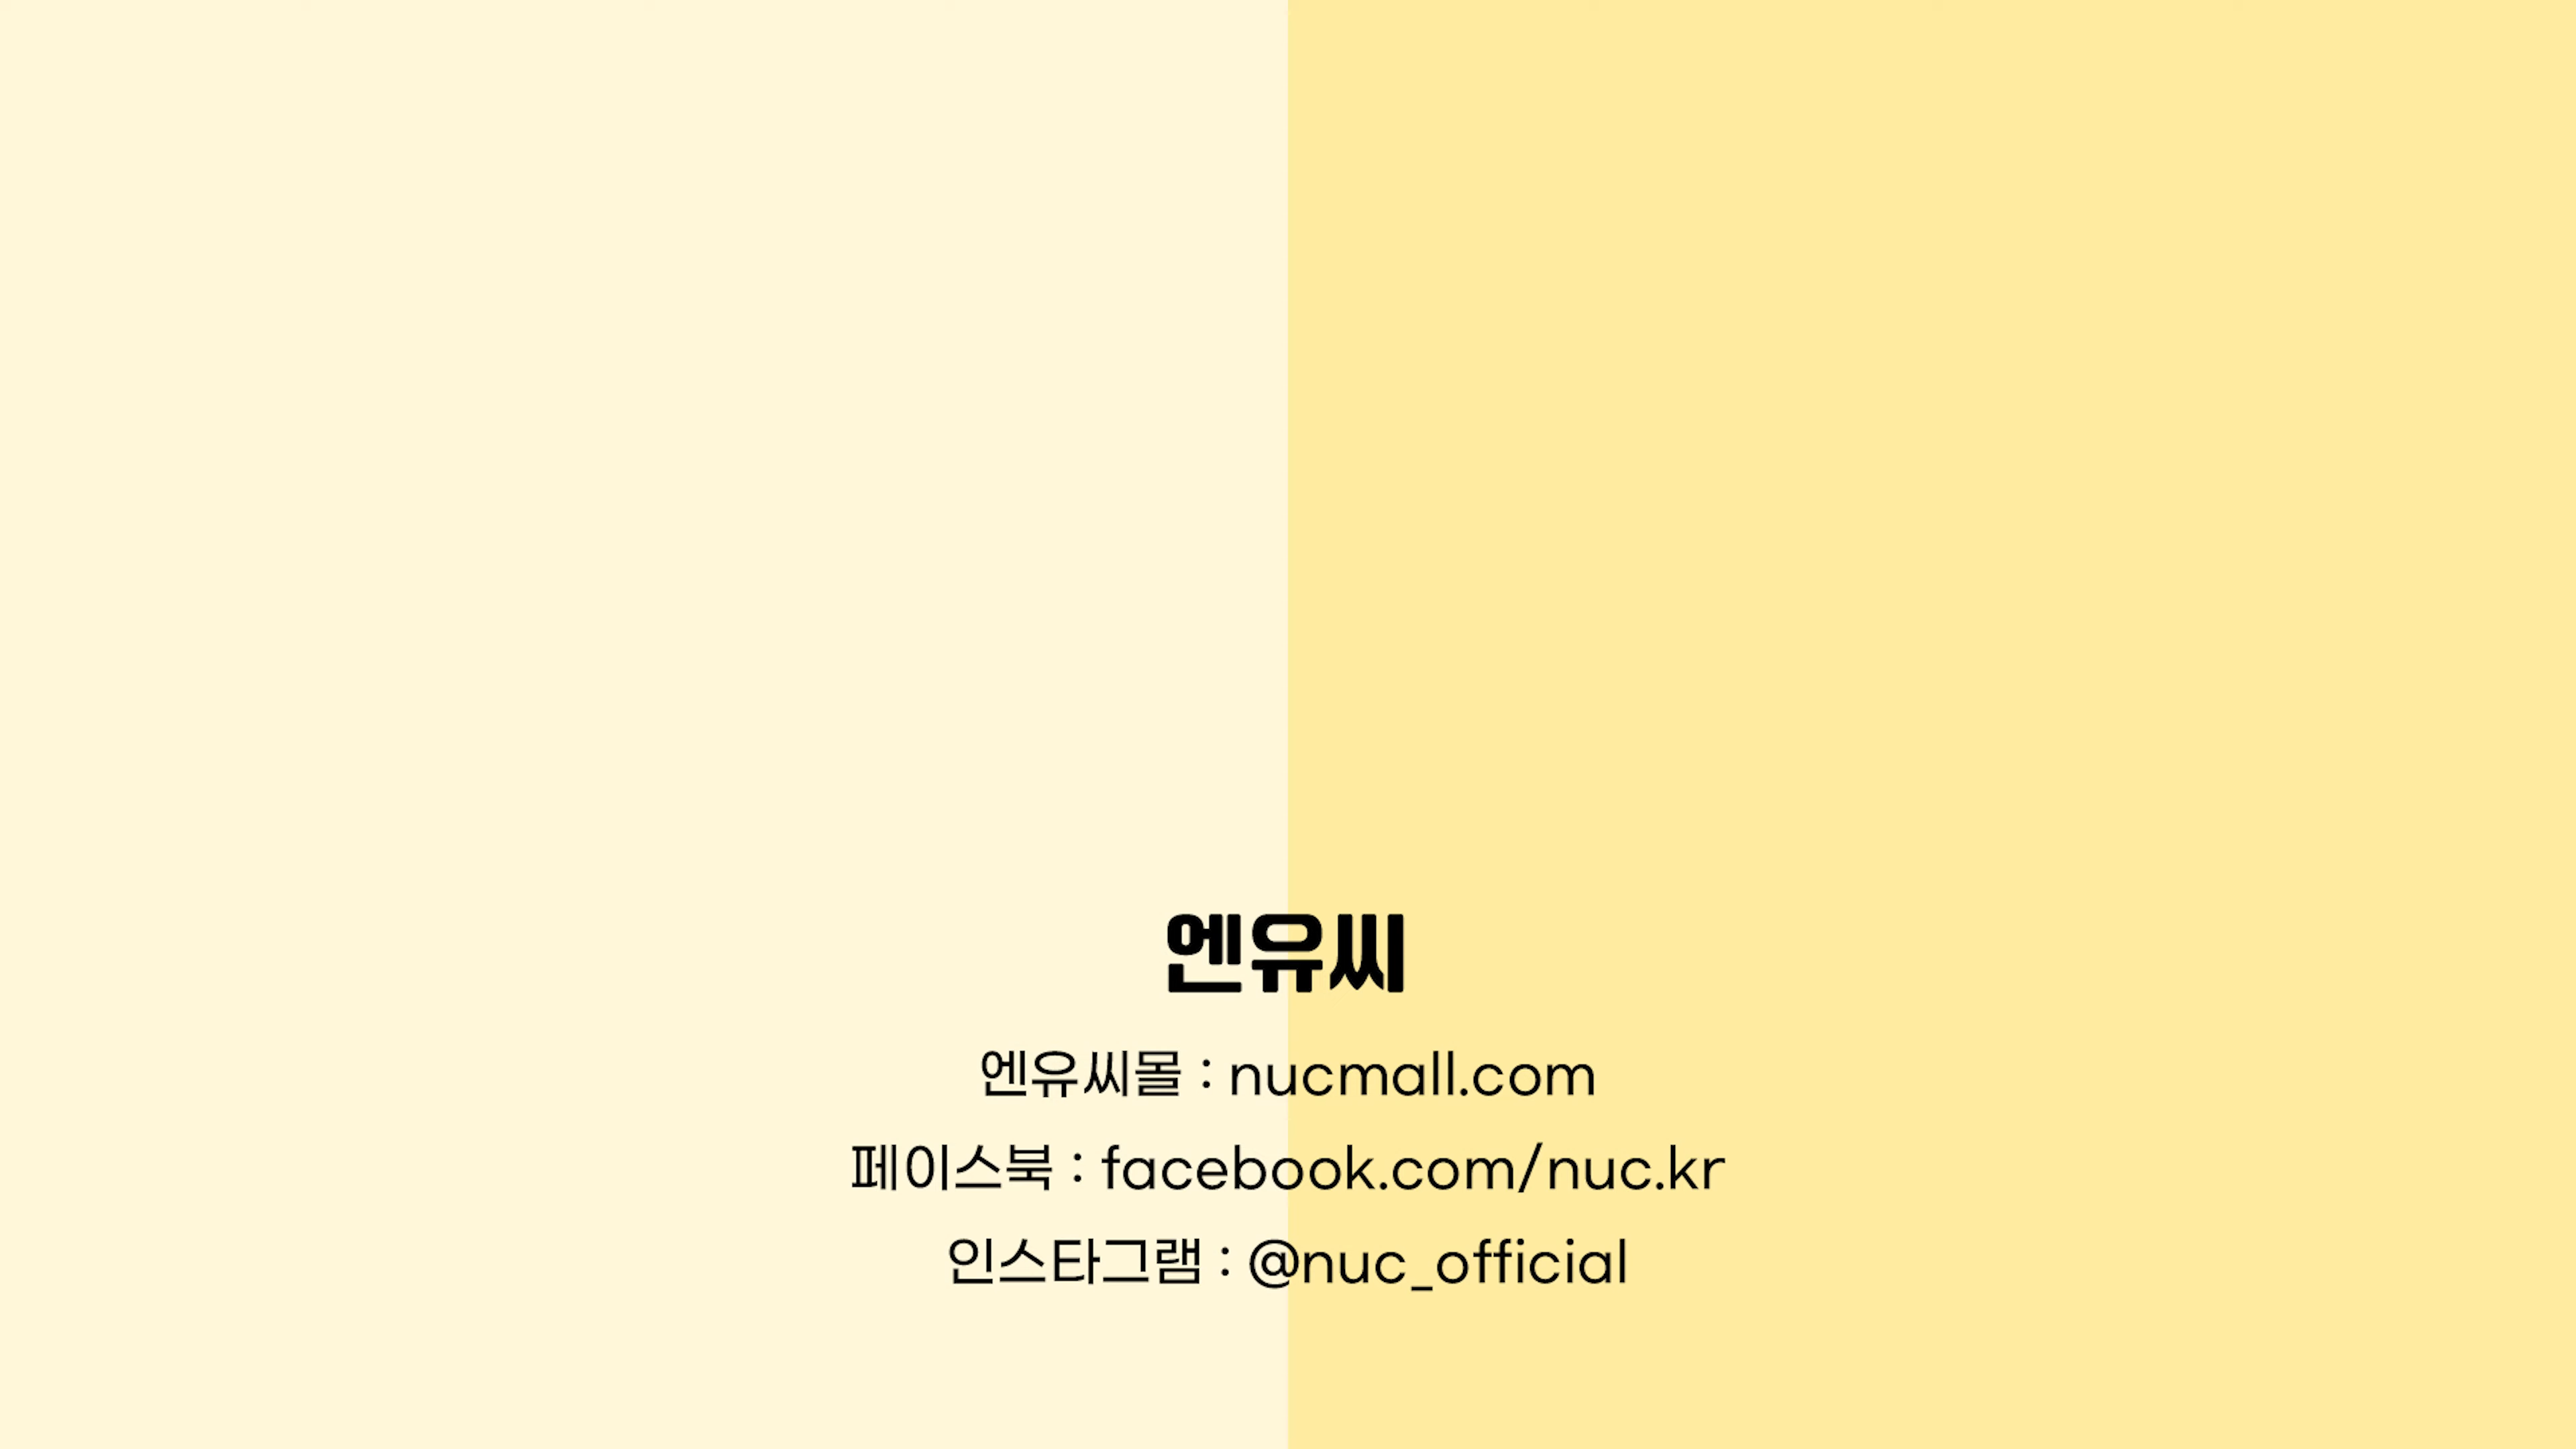 엔유씨
엔유씨몰 : nucmall.com
페이스북 : facebook.com/nuc.kr
인스타그램 : @nuc_official